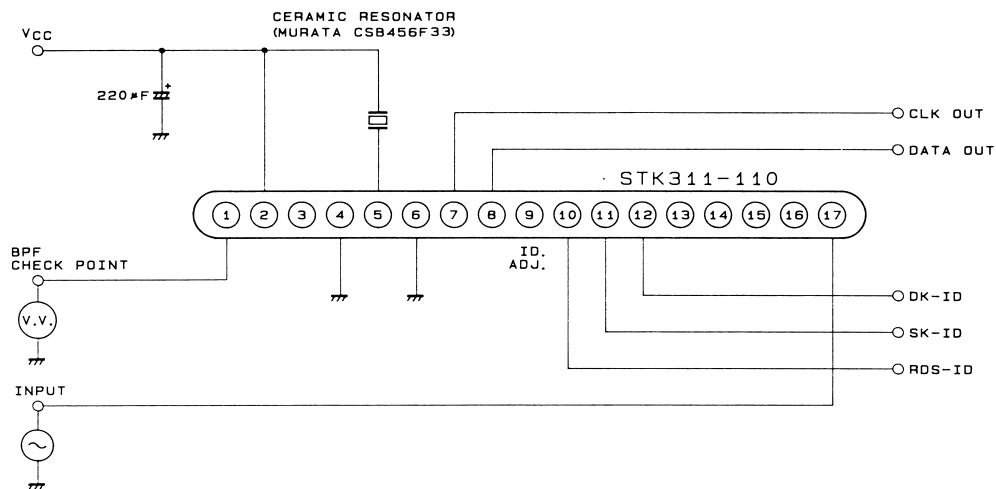 CERAMIC RESONATOR
(MURATA CSB456F33)
VCC
+
220μF
CLK OUT
DATA OUT
STK311-110
1 2 3 4 5 6 7 8 9 10 11 12 13 14 15 16 17
BPF
CHECK POINT
ID.
ADJ.
DK-ID
V.V.
SK-ID
RDS-ID
INPUT